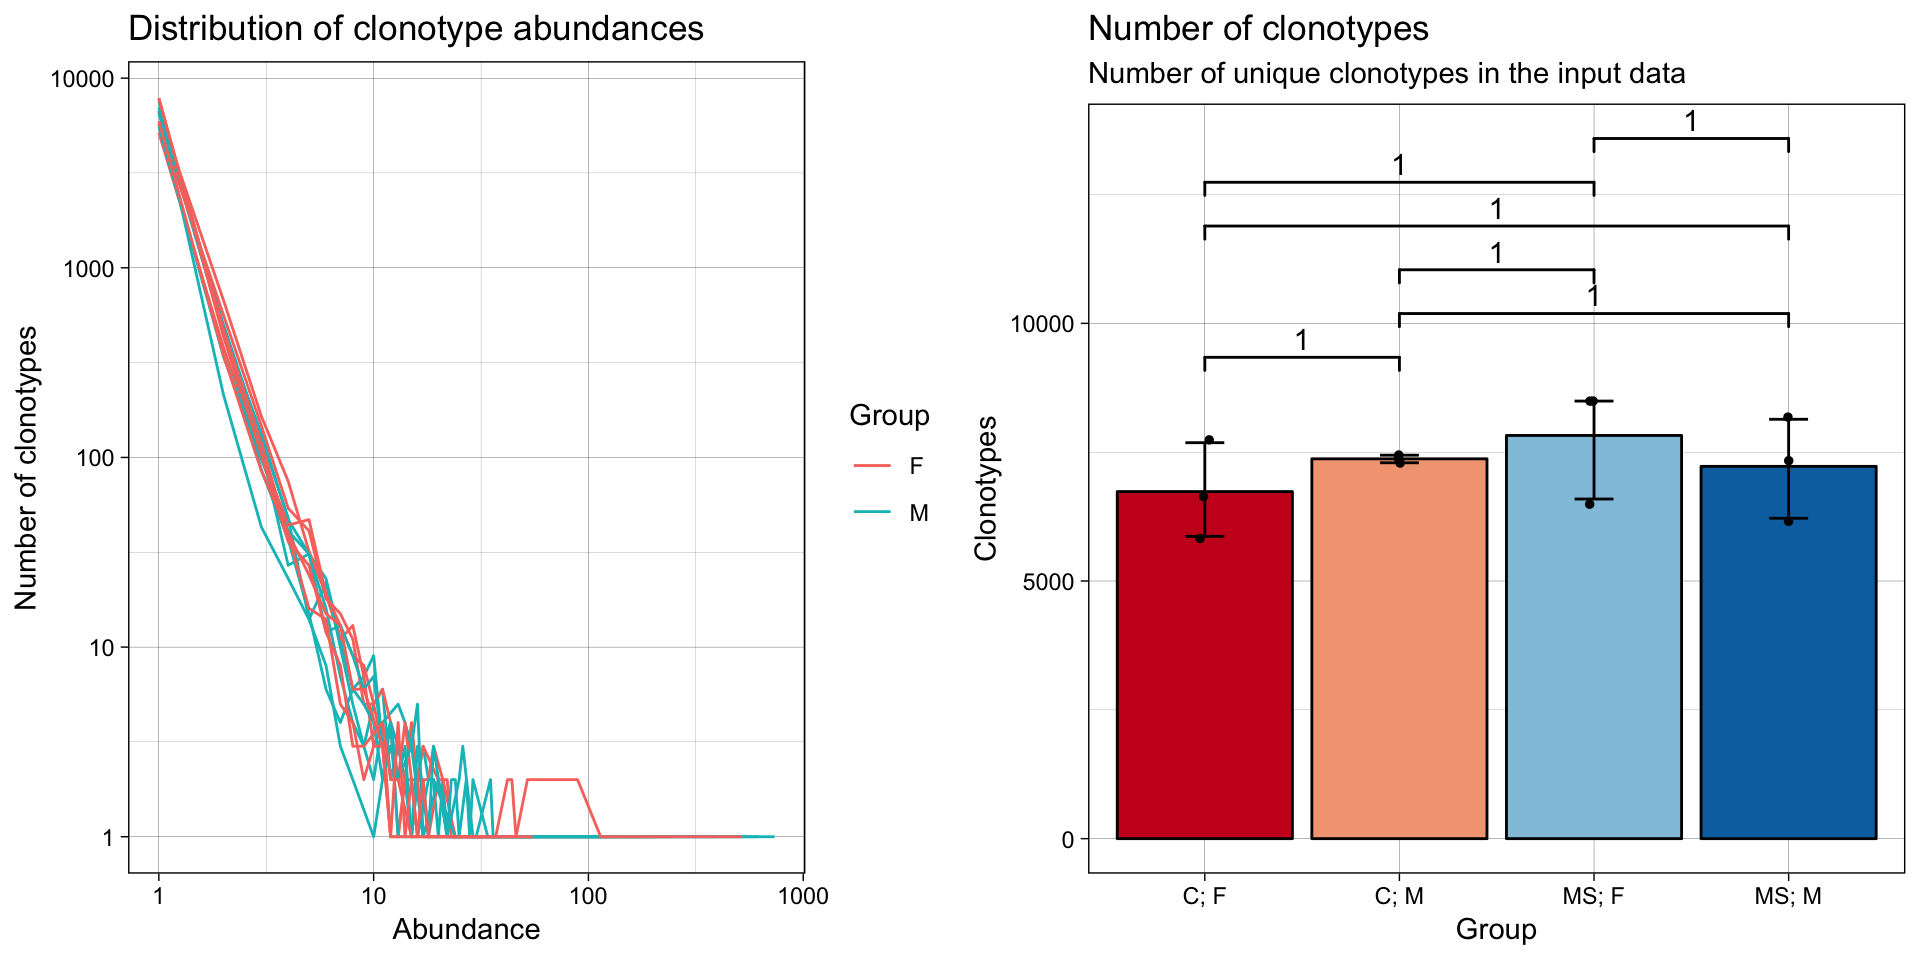 Distribution of clonotype abundances
Number of clonotypes
10000
1000
100
10
1
1
10
100
1000
Abundance
Group
F
M
Number of clonotypes
Number of unique clonotypes in the input data
Clonotypes
10000
5000
0
1
1
1
1
1
1
C; F
C; M
MS; F
MS; M
Group